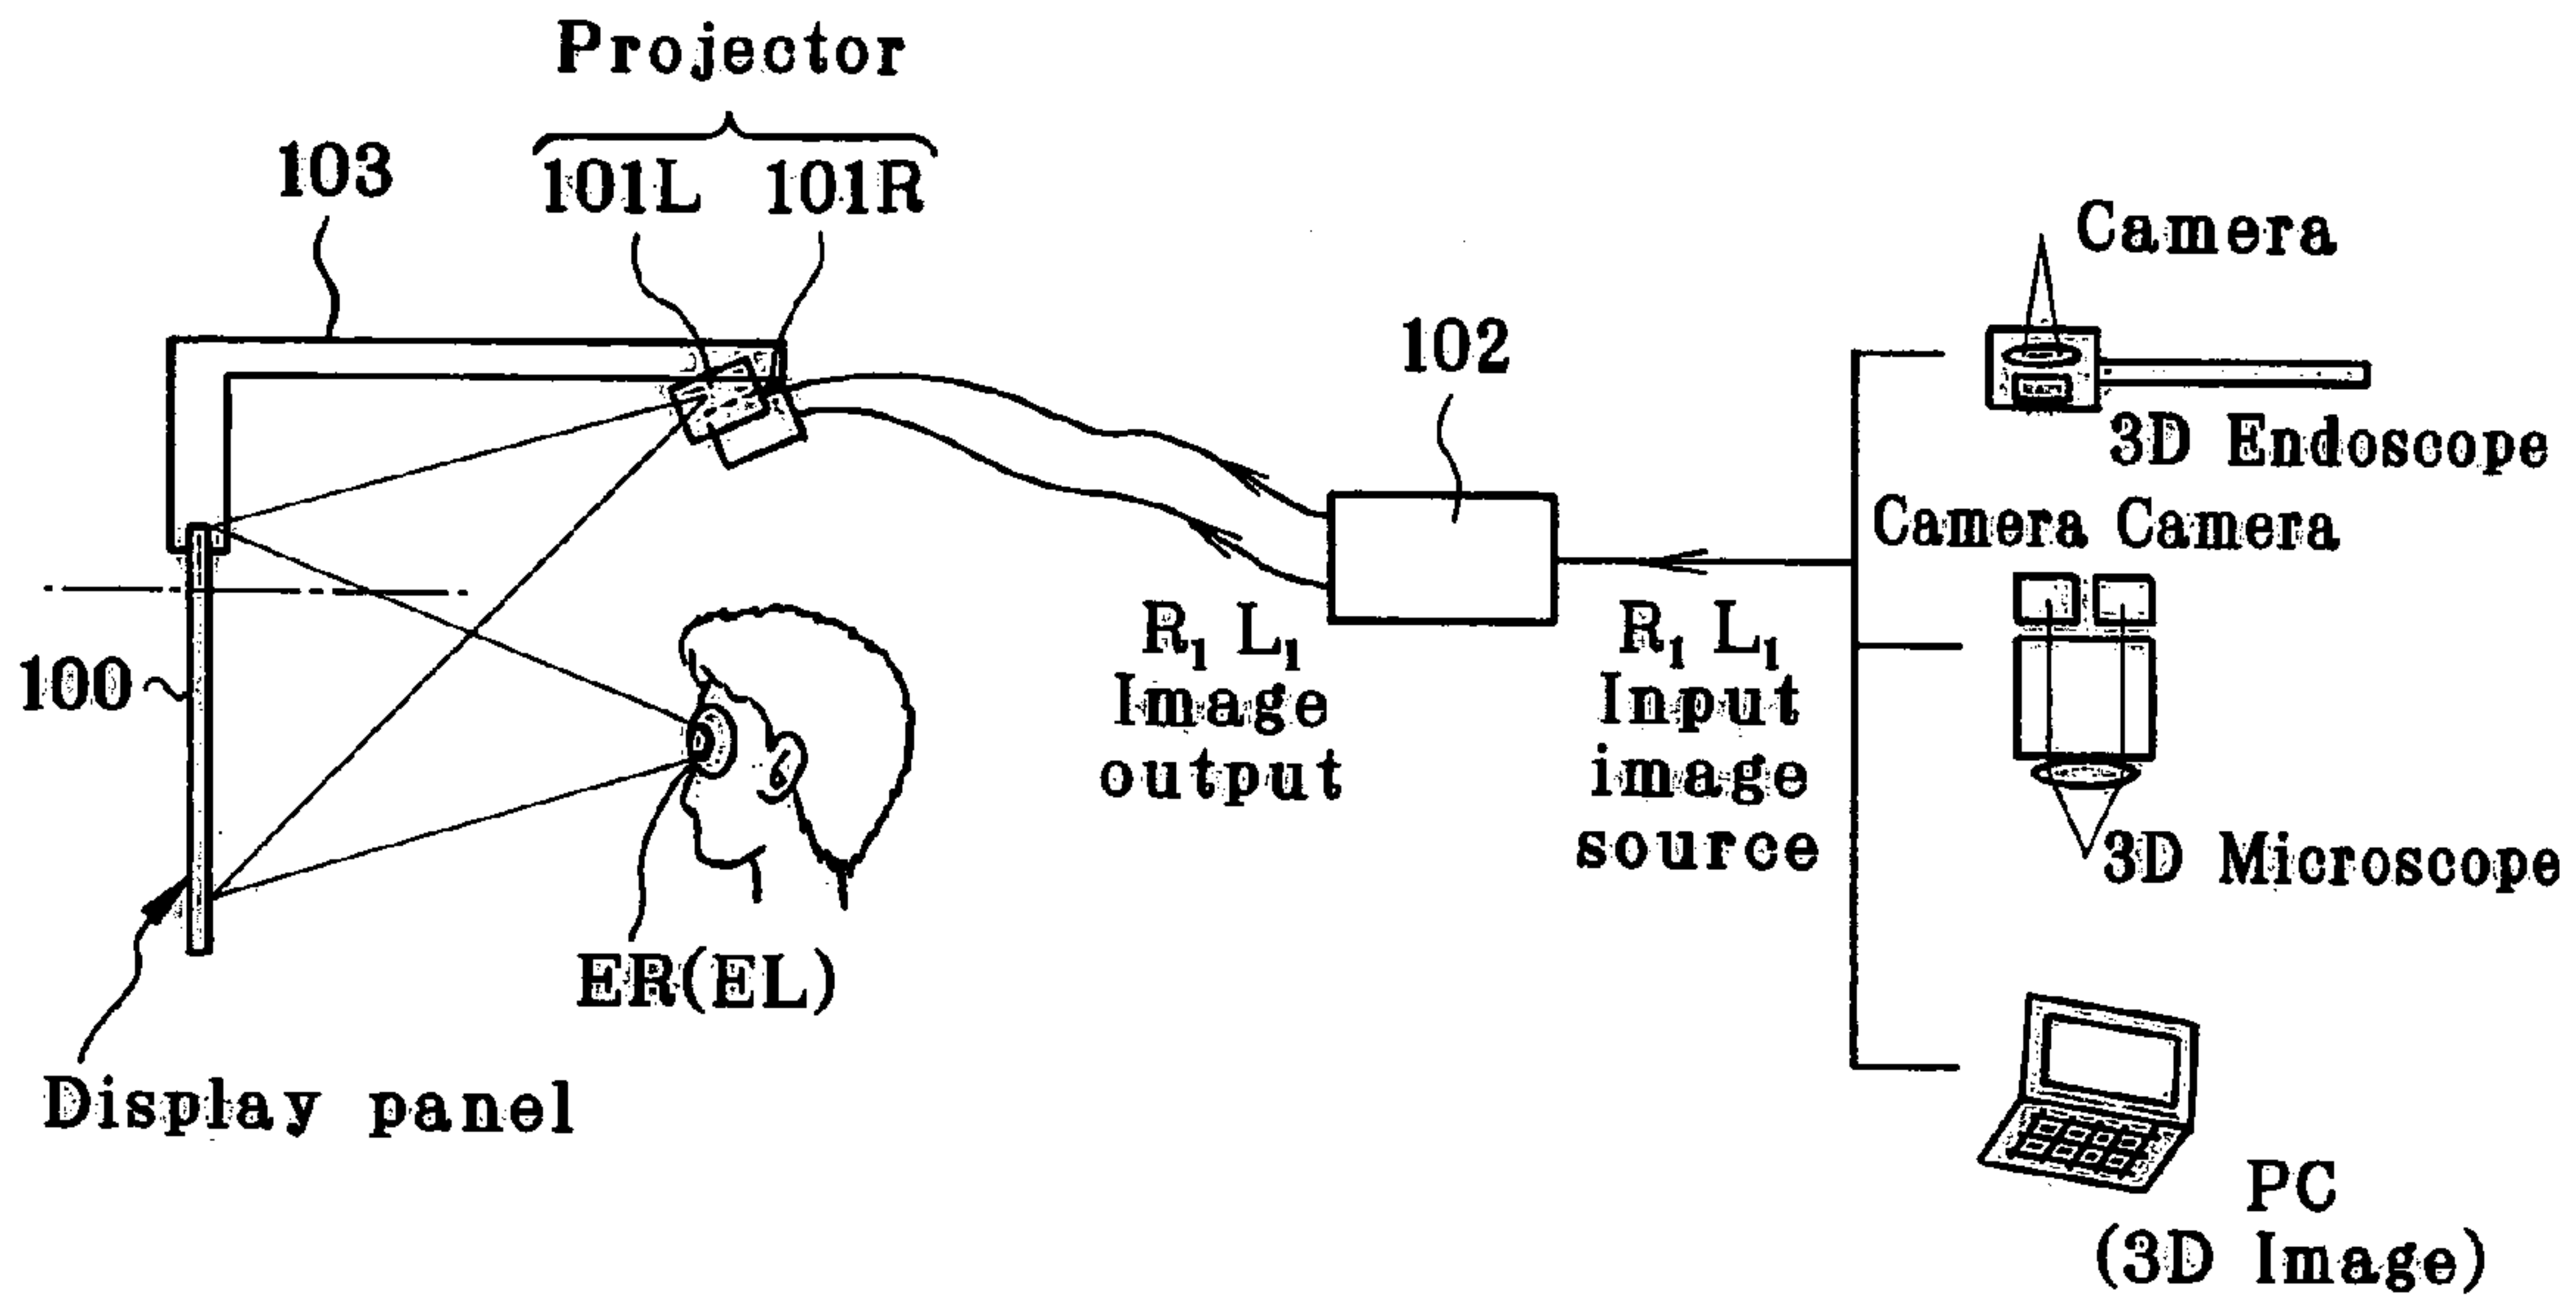 Projector
103
101L 101R
102
Camera
3D Endoscope
Camera Camera
3D Microscope
R₁ L₁
Image
output
R₁ L₁
Input
image
source
100
ER(EL)
Display panel
PC
(3D Image)